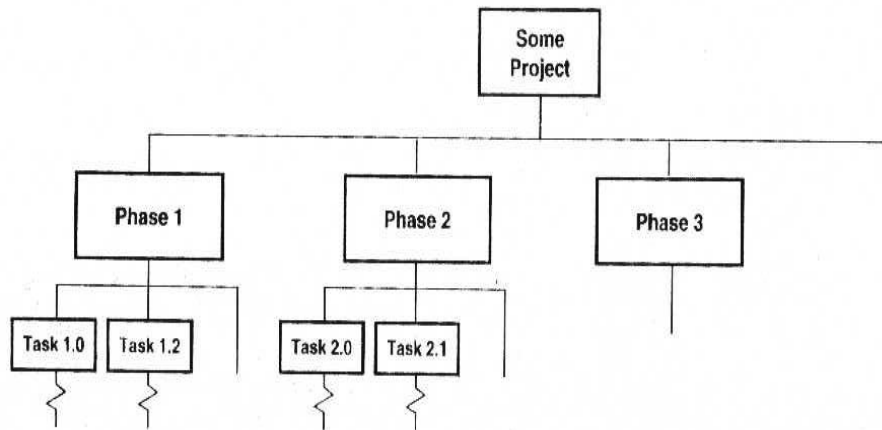 Some
Project
Phase 1
Phase 2
Phase 3
Task 1.0
Task 1.2
Task 2.0
Task 2.1